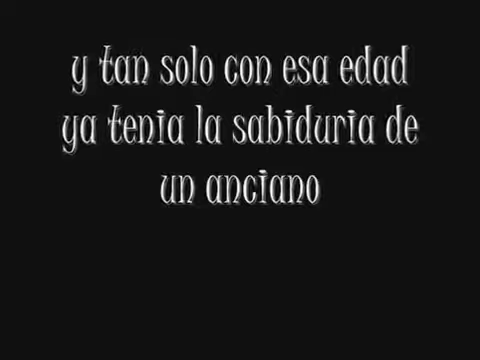 y tan solo con esa edad
ya tenia la sabiduria de
un anciano